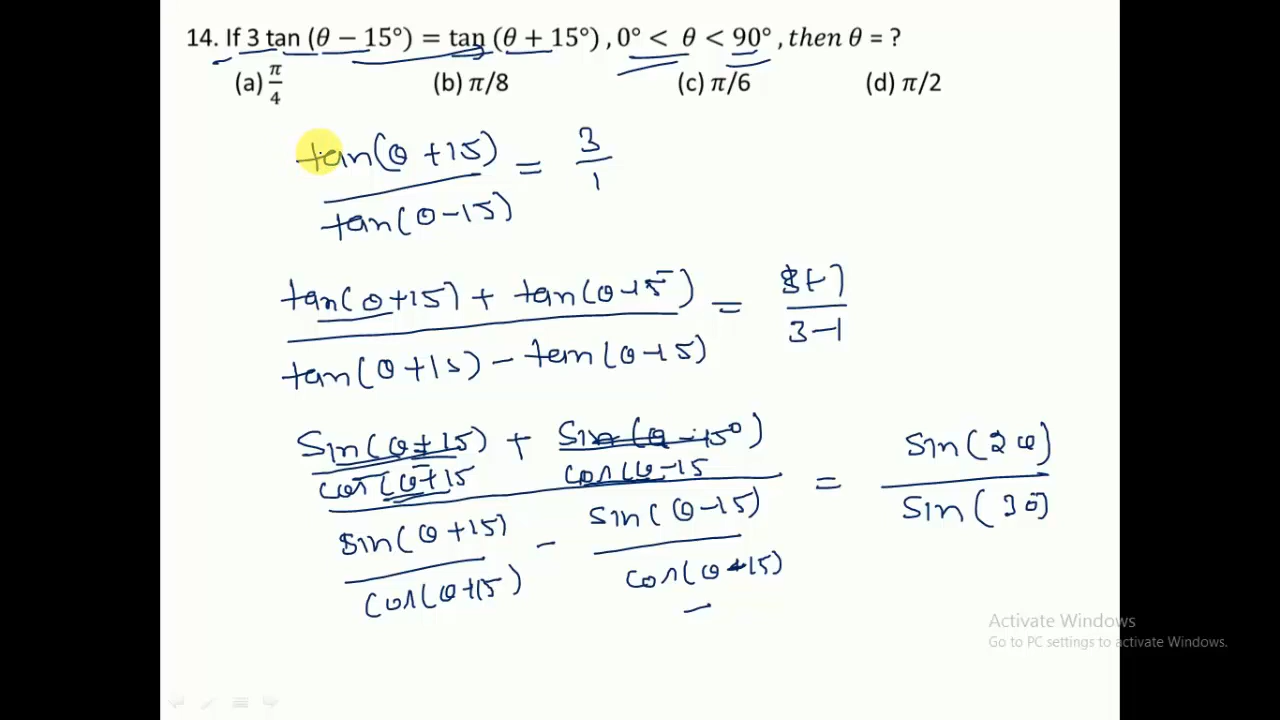 14. If 3 tan (θ − 15°) = tan (θ + 15°) , 0° < θ < 90° , then θ = ?
(a) π/4 (b) π/8 (c) π/6 (d) π/2
tan(θ +15) / tan(θ-15) = 3/1
tan(θ+15) + tan(θ-15) / tan(θ+15) - tan(θ-15) = 3+1 / 3-1
Sin(θ+15)/cos(θ+15 + Sin(θ-15°)/cos(θ-15 / sin(θ+15)/cos(θ+15) - sin(θ-15)/cos(θ-15) = Sin(2θ) / Sin(30)
Activate Windows
Go to PC settings to activate Windows.